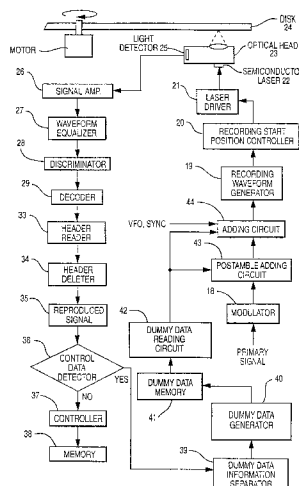 DISK
24
MOTOR
LIGHT
DETECTOR 25
OPTICAL HEAD
23
SEMICONDUCTO
LASER 22
26
SIGNAL AMP.
21
LASER
DRIVER
20
RECORDING START
POSITION CONTROLLER
27
WAVEFORM
EQUALIZER
28
DISCRIMINATOR
19
RECORDING
WAVEFORM
GENERATOR
29
DECODER
44
VFO, SYNC
ADDING CIRCUIT
33
HEADER
READER
43
POSTAMBLE ADDING
CIRCUIT
34
HEADER
DELETER
18
MODULATOR
35
REPRODUCED
SIGNAL
42
DUMMY DATA
READING
CIRCUIT
PRIMARY
SIGNAL
36
CONTROL
DATA
DETECTOR
YES
NO
DUMMY DATA
MEMORY
41
40
DUMMY DATA
GENERATOR
37
CONTROLLER
38
MEMORY
39
DUMMY DATA
INFORMATION
SEPARATOR